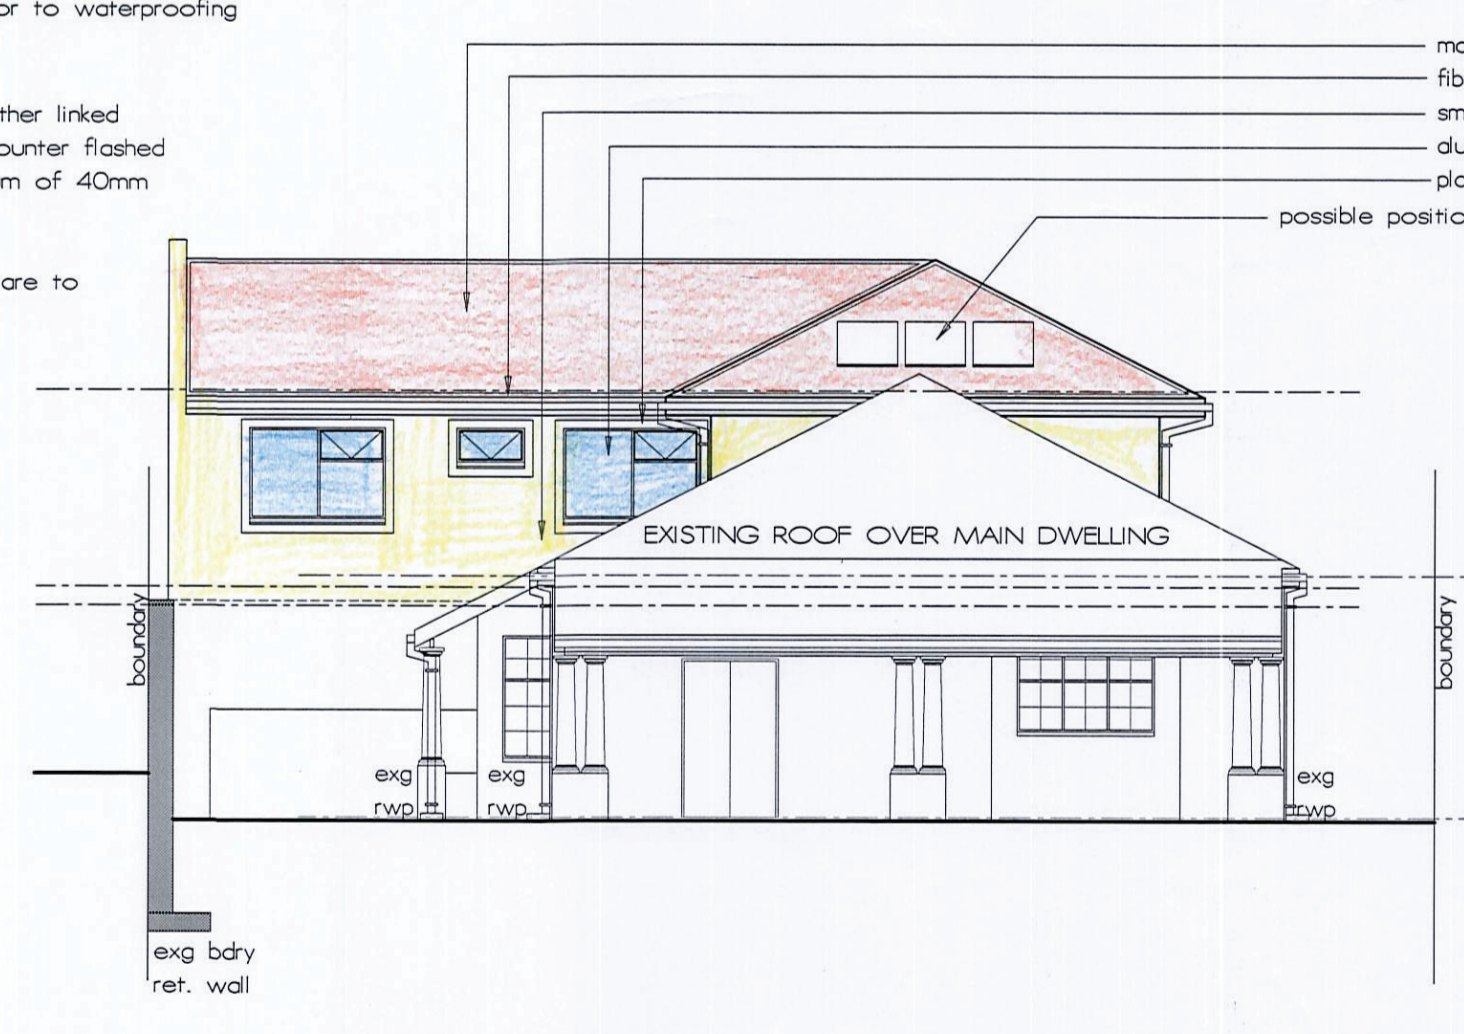 or to waterproofing
ther linked
ounter flashed
m of 40mm
are to
mo
fib
sm
alu
pla
possible positio
EXISTING ROOF OVER MAIN DWELLING
boundary
boundary
exg
rwp
exg
rwp
exg
rwp
exg bdry
ret. wall